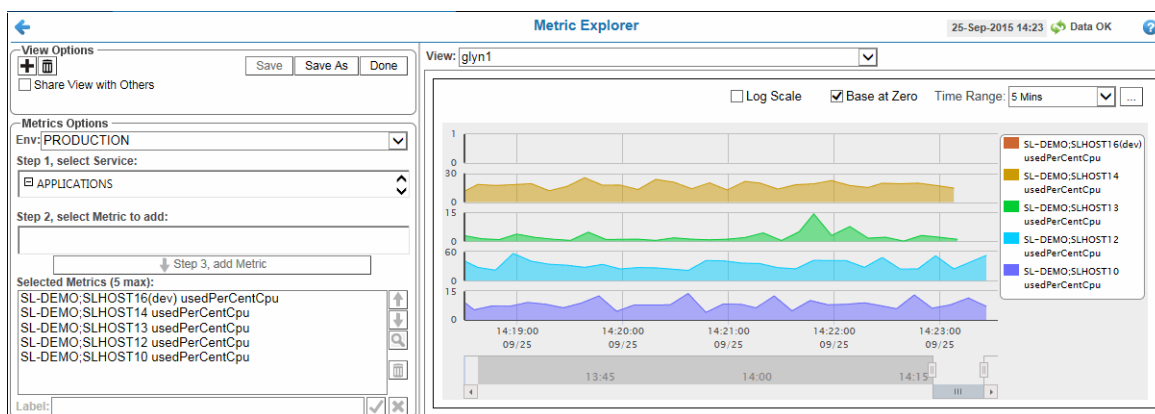 Metric Explorer
25-Sep-2015 14:23 Data OK ?
View Options
Save Save As Done
Share View with Others
Metrics Options
Env: PRODUCTION
Step 1, select Service:
APPLICATIONS
Step 2, select Metric to add:
Step 3, add Metric
Selected Metrics (5 max):
SL-DEMO;SLHOST16(dev) usedPerCentCpu
SL-DEMO;SLHOST14 usedPerCentCpu
SL-DEMO;SLHOST13 usedPerCentCpu
SL-DEMO;SLHOST12 usedPerCentCpu
SL-DEMO;SLHOST10 usedPerCentCpu
Label:
View: glyn1
Log Scale Base at Zero Time Range: 5 Mins ...
1
0
30
0
15
0
60
0
15
0
14:19:00 14:20:00 14:21:00 14:22:00 14:23:00
09/25 09/25 09/25 09/25 09/25
13:45 14:00 14:15
SL-DEMO;SLHOST16(dev)
usedPerCentCpu
SL-DEMO;SLHOST14
usedPerCentCpu
SL-DEMO;SLHOST13
usedPerCentCpu
SL-DEMO;SLHOST12
usedPerCentCpu
SL-DEMO;SLHOST10
usedPerCentCpu